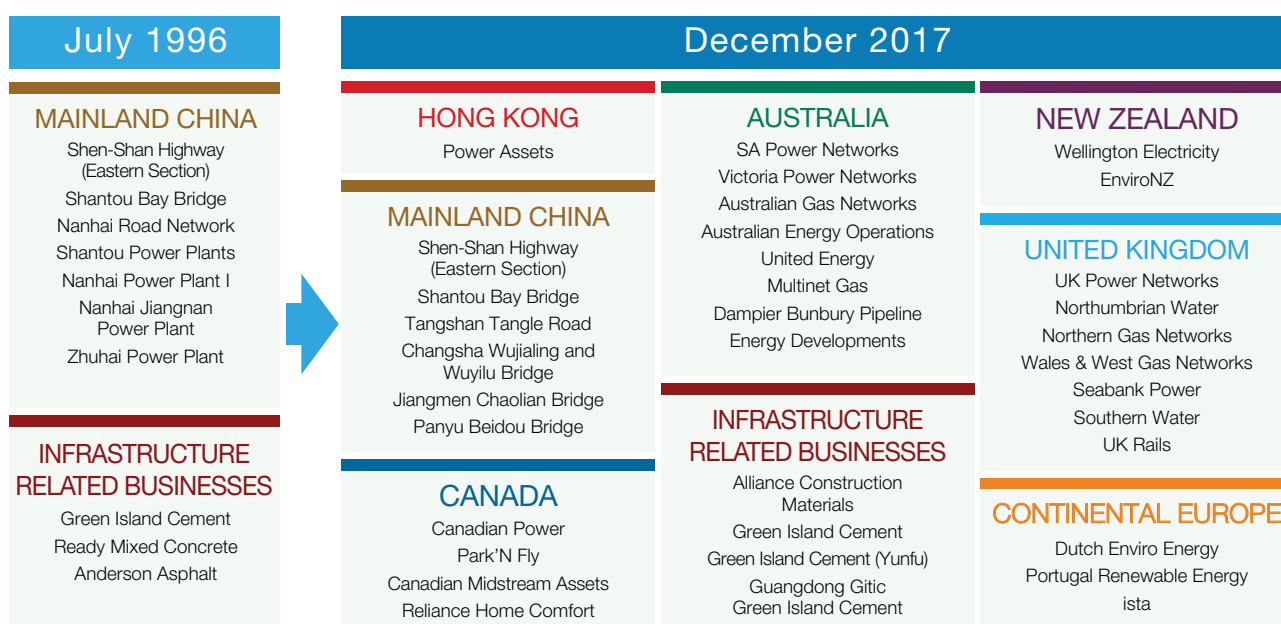 July 1996
MAINLAND CHINA
Shen-Shan Highway
(Eastern Section)
Shantou Bay Bridge
Nanhai Road Network
Shantou Power Plants
Nanhai Power Plant I
Nanhai Jiangnan
Power Plant
Zhuhai Power Plant
INFRASTRUCTURE
RELATED BUSINESSES
Green Island Cement
Ready Mixed Concrete
Anderson Asphalt
December 2017
HONG KONG
Power Assets
MAINLAND CHINA
Shen-Shan Highway
(Eastern Section)
Shantou Bay Bridge
Tangshan Tangle Road
Changsha Wujialing and
Wuyilu Bridge
Jiangmen Chaolian Bridge
Panyu Beidou Bridge
CANADA
Canadian Power
Park’N Fly
Canadian Midstream Assets
Reliance Home Comfort
AUSTRALIA
SA Power Networks
Victoria Power Networks
Australian Gas Networks
Australian Energy Operations
United Energy
Multinet Gas
Dampier Bunbury Pipeline
Energy Developments
INFRASTRUCTURE
RELATED BUSINESSES
Alliance Construction
Materials
Green Island Cement
Green Island Cement (Yunfu)
Guangdong Gitic
Green Island Cement
NEW ZEALAND
Wellington Electricity
EnviroNZ
UNITED KINGDOM
UK Power Networks
Northumbrian Water
Northern Gas Networks
Wales & West Gas Networks
Seabank Power
Southern Water
UK Rails
CONTINENTAL EUROPE
Dutch Enviro Energy
Portugal Renewable Energy
ista